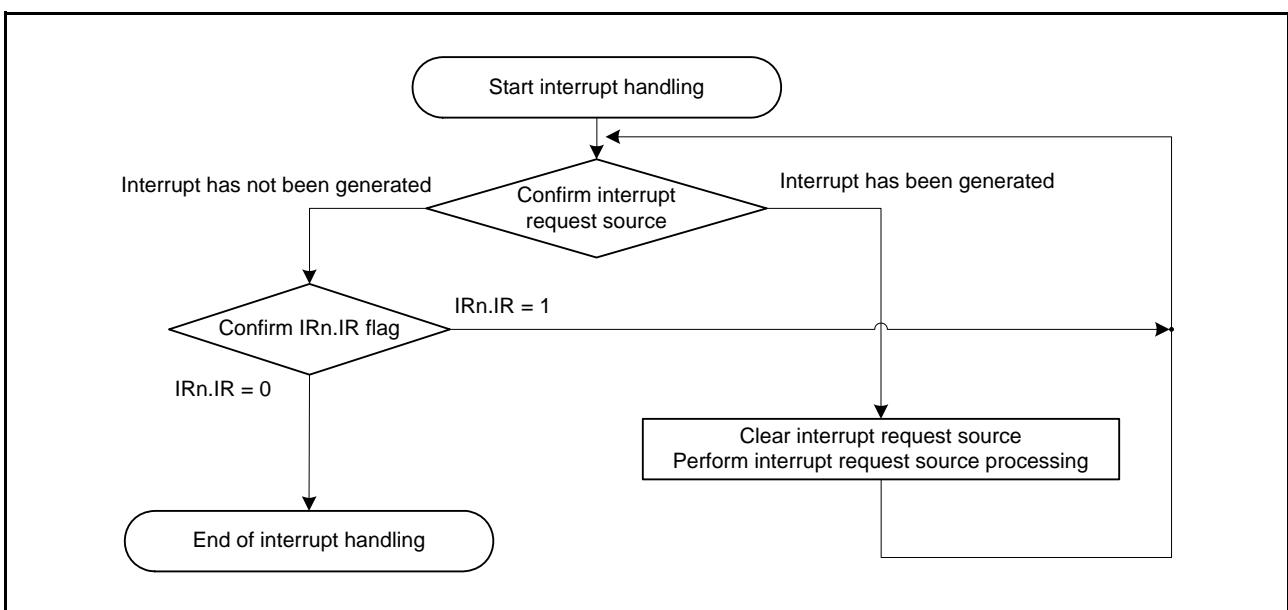 Start interrupt handling
Interrupt has not been generated
Interrupt has been generated
Confirm interrupt
request source
IRn.IR = 1
Confirm IRn.IR flag
IRn.IR = 0
Clear interrupt request source
Perform interrupt request source processing
End of interrupt handling